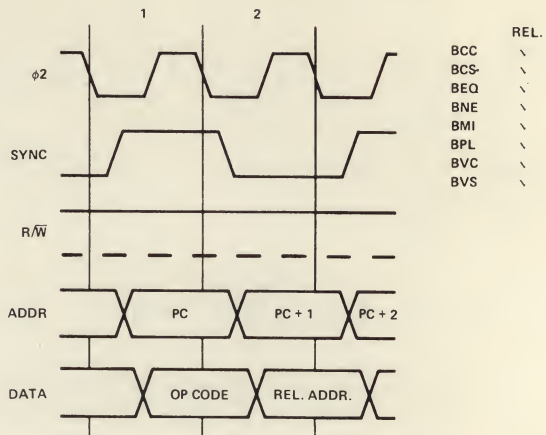 1 2
REL.
φ2
BCC
BCS
BEQ
BNE
BMI
BPL
BVC
BVS
SYNC
R/W̅
ADDR PC PC + 1 PC + 2
DATA OP CODE REL. ADDR.